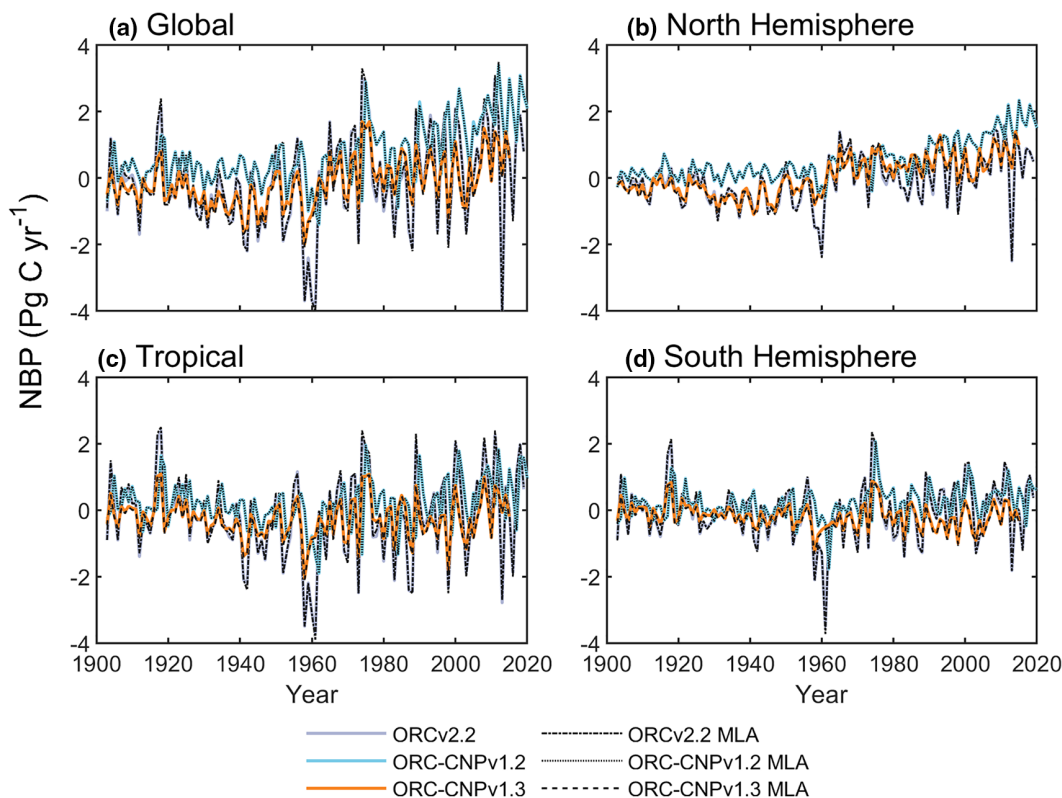 (a) Global
(b) North Hemisphere
4
2
0
-2
-4
4
2
0
-2
-4
NBP (Pg C yr-1)
(c) Tropical
(d) South Hemisphere
4
2
0
-2
-4
4
2
0
-2
-4
1900 1920 1940 1960 1980 2000 2020
1900 1920 1940 1960 1980 2000 2020
Year
Year
ORCv2.2
ORCv2.2 MLA
ORC-CNPv1.2
ORC-CNPv1.2 MLA
ORC-CNPv1.3
ORC-CNPv1.3 MLA